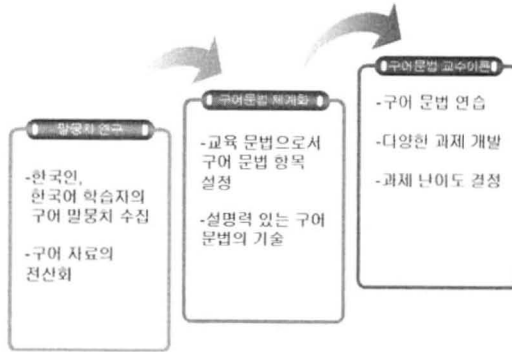 말뭉치 연구
-한국인,
한국어 학습자의
구어 말뭉치 수집
-구어 자료의
전산회
구어문법 체계화
-교육 문법으로서
구어 문법 항목
설정
-설명력 있는 구어
문법의 기술
구어문법 교수이론
-구어 문법 연습
-다양한 과제 개발
-과제 난이도 결정